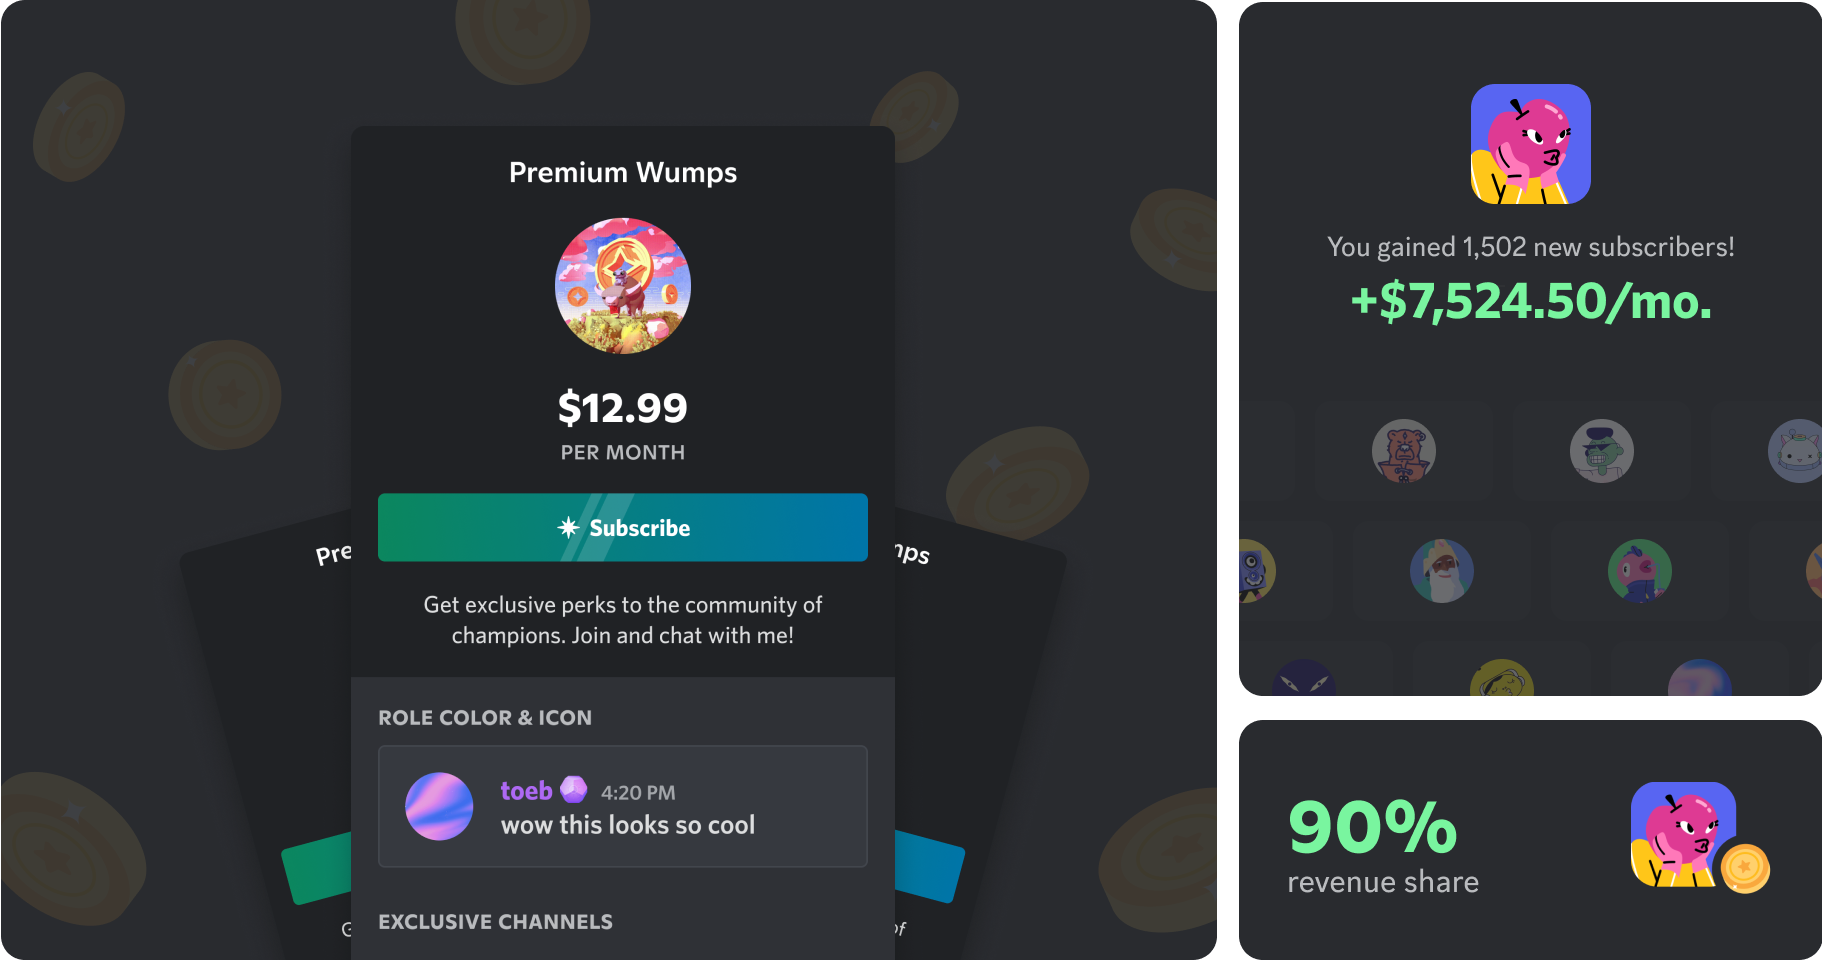 Premium Wumps
$12.99
PER MONTH
Subscribe
Get exclusive perks to the community of
champions. Join and chat with me!
ROLE COLOR & ICON
toeb 4:20 PM
wow this looks so cool
EXCLUSIVE CHANNELS
You gained 1,502 new subscribers!
+$7,524.50/mo.
90%
revenue share